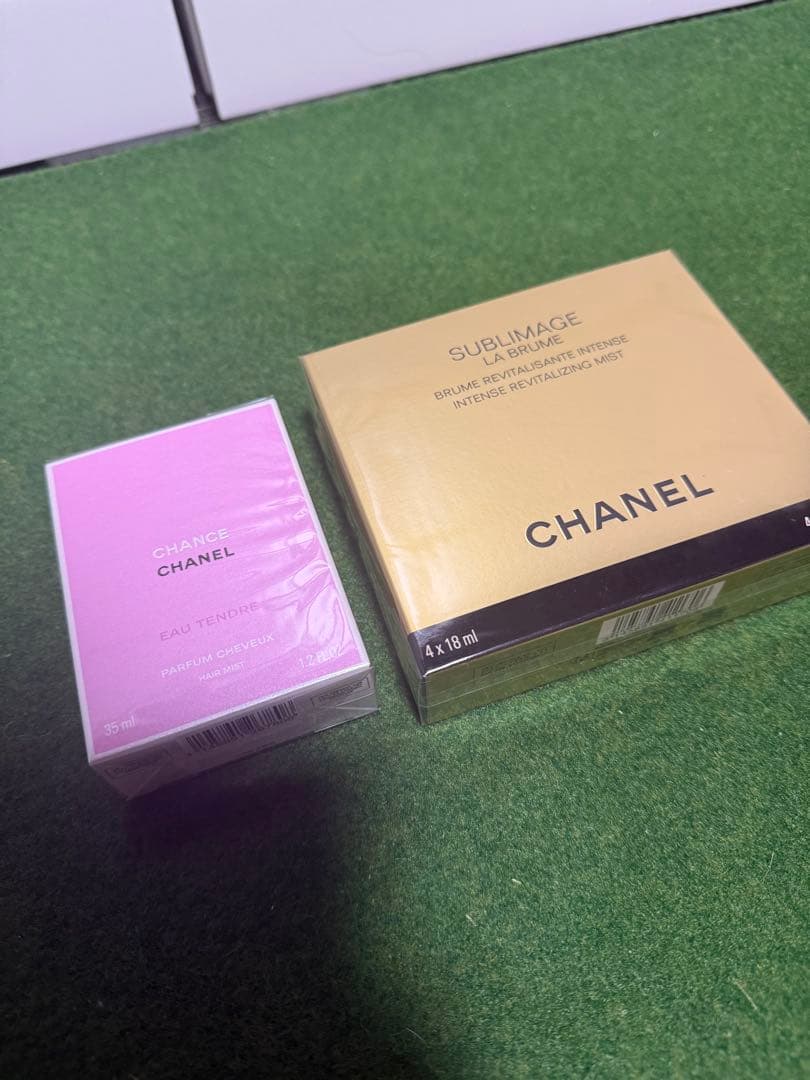 CHANCE
CHANEL
EAU TENDRE
PARFUM CHEVEUX
HAIR MIST
35 ml
1.2 FL.OZ
SUBLIMAGE
LA BRUME
BRUME REVITALISANTE INTENSE
INTENSE REVITALIZING MIST
CHANEL
4 x 18 ml
4